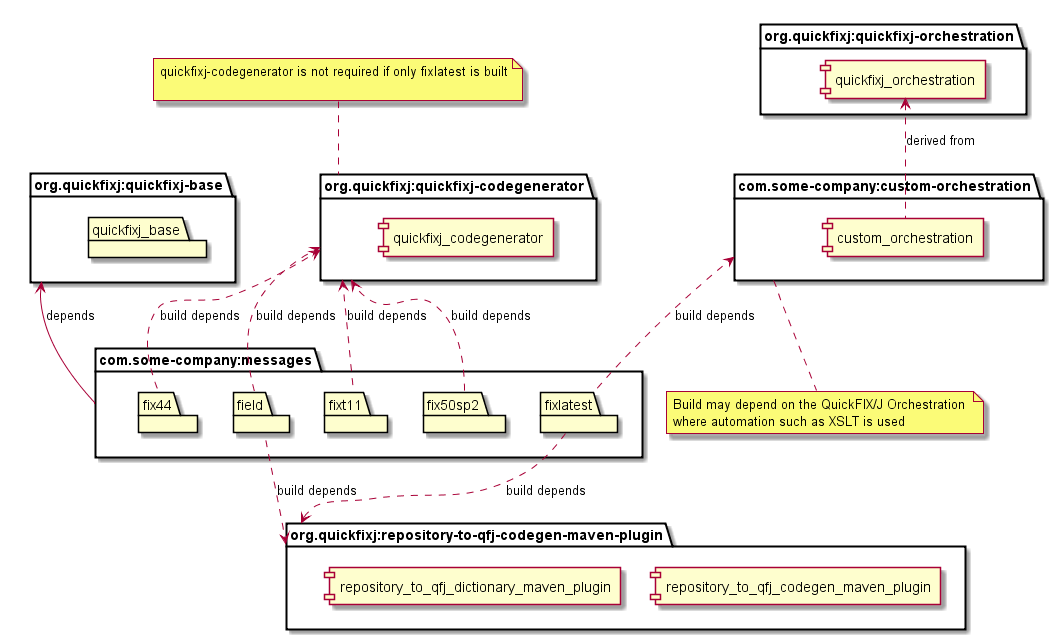 org.quickfixj:quickfixj-orchestration
quickfixj_orchestration
quickfixj-codegenerator is not required if only fixlatest is built
derived from
org.quickfixj:quickfixj-base
quickfixj_base
org.quickfixj:quickfixj-codegenerator
quickfixj_codegenerator
com.some-company:custom-orchestration
custom_orchestration
depends
build depends
build depends
build depends
build depends
build depends
com.some-company:messages
fix44
field
fixt11
fix50sp2
fixlatest
Build may depend on the QuickFIX/J Orchestration
where automation such as XSLT is used
build depends
build depends
org.quickfixj:repository-to-qfj-codegen-maven-plugin
repository_to_qfj_dictionary_maven_plugin
repository_to_qfj_codegen_maven_plugin